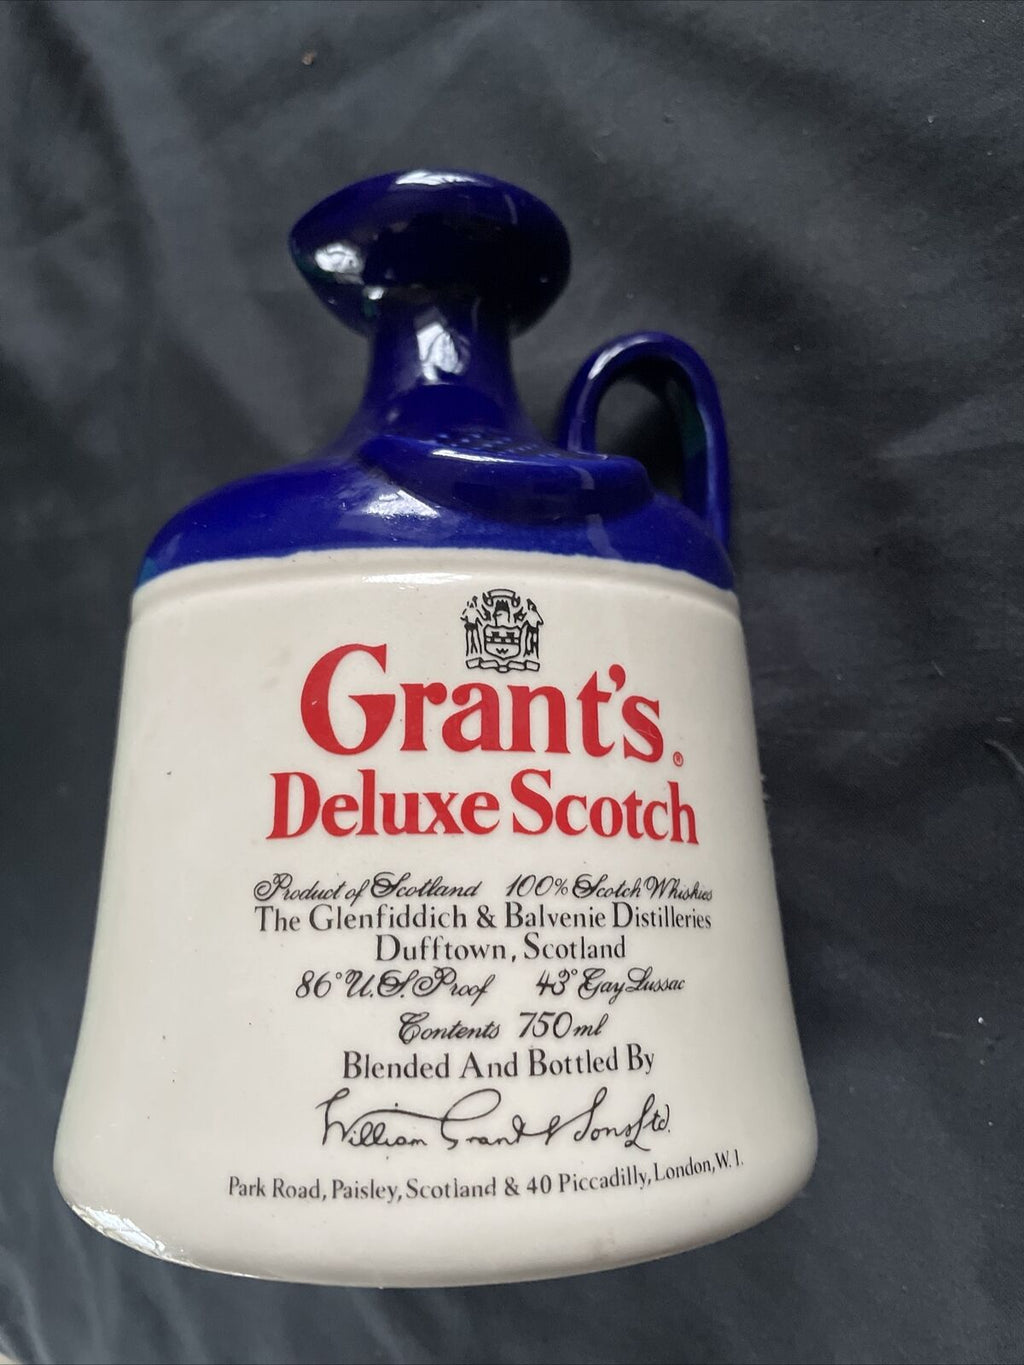 Grant's®
Deluxe Scotch
Product of Scotland 100% Scotch Whiskies
The Glenfiddich & Balvenie Distilleries
Dufftown, Scotland
86° U.S. Proof 43° Gay Lussac
Contents 750ml
Blended And Bottled By
William Grant & Sons Ltd.
Park Road, Paisley, Scotland & 40 Piccadilly, London, W.1.